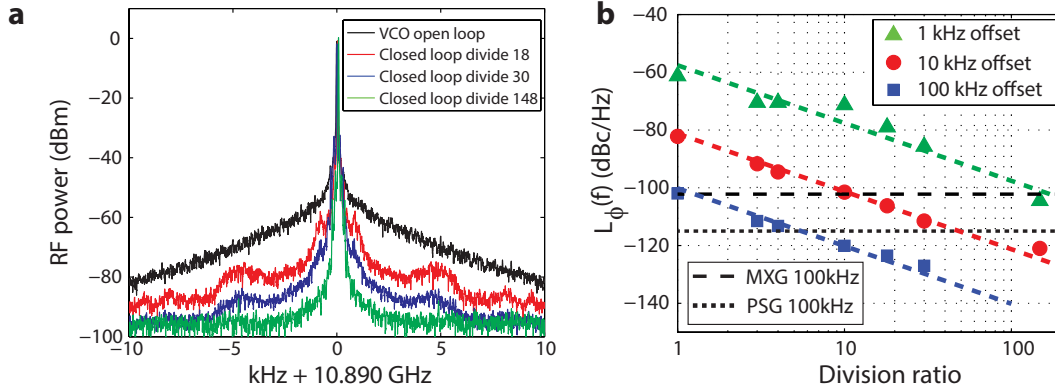 a
RF power (dBm)
0
−20
−40
−60
−80
−100
−10
−5
0
5
10
kHz + 10.890 GHz
VCO open loop
Closed loop divide 18
Closed loop divide 30
Closed loop divide 148
b
L_ϕ(f) (dBc/Hz)
−60
−80
−100
−120
−140
1
10
100
Division ratio
1 kHz offset
10 kHz offset
100 kHz offset
MXG 100kHz
PSG 100kHz